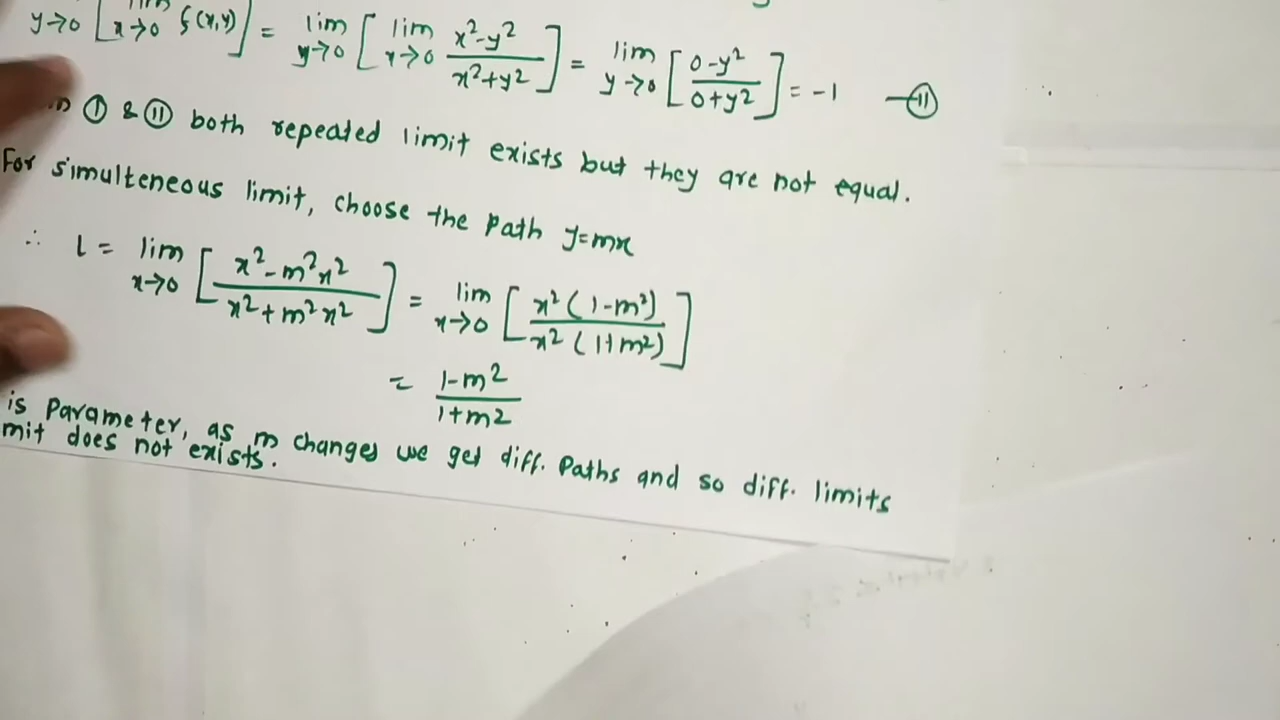 y→0 [lim x→0 f(x,y)] = lim y→0 [lim x→0 x²-y² / x²+y²] = lim y→0 [0-y² / 0+y²] = -1 —Ⓘⓘ
Ⓘ & Ⓘⓘ both repeated limit exists but they are not equal.
For simulteneous limit, choose the path y=mx
∴ L = lim x→0 [x²-m²x² / x²+m²x²] = lim x→0 [x²(1-m²) / x²(1+m²)]
= 1-m² / 1+m²
is parameter, as m changes we get diff. paths and so diff. limits
mit does not exists.